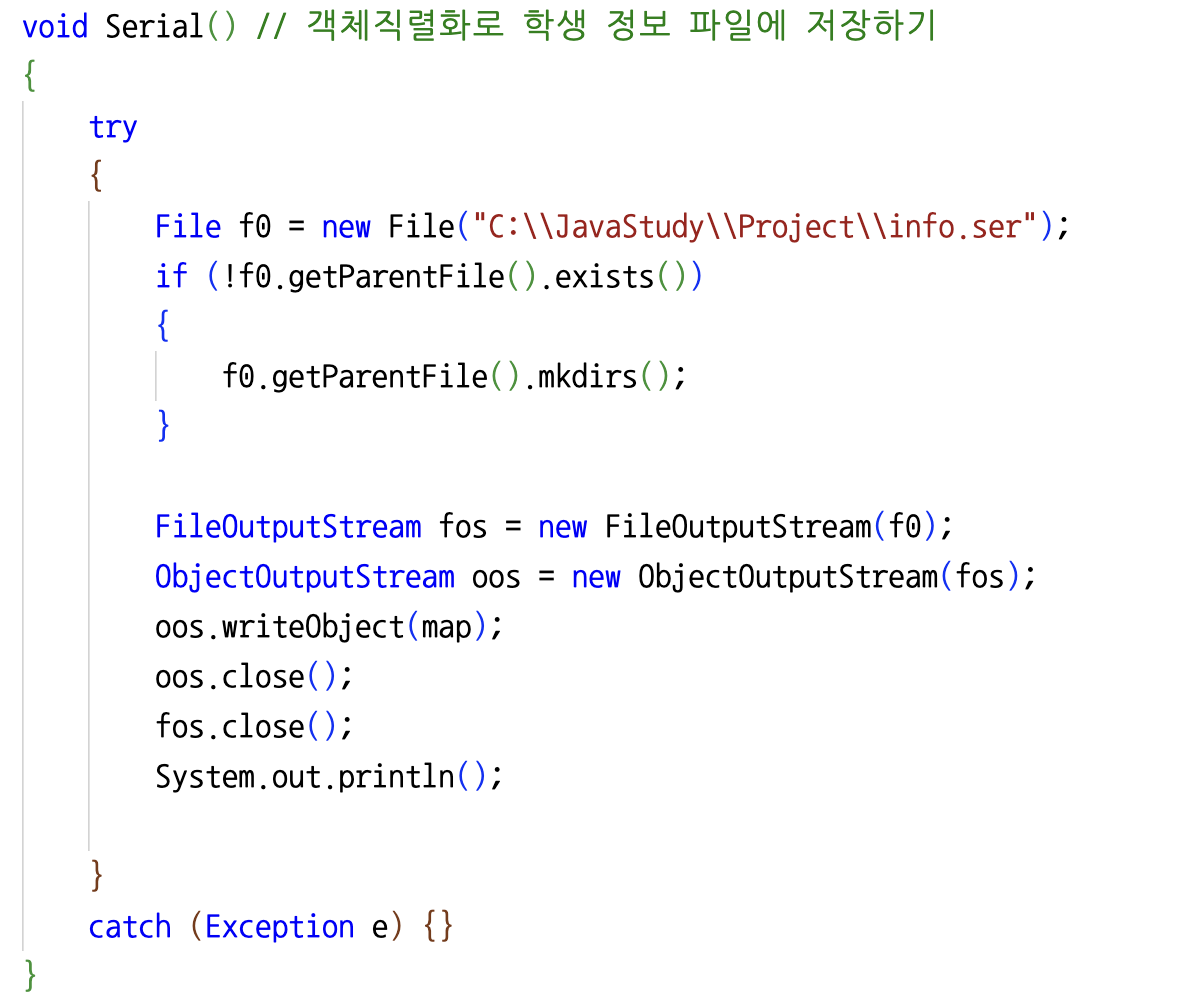 void Serial() // 객체직렬화로 학생 정보 파일에 저장하기
{
    try
    {
        File f0 = new File("C:\\JavaStudy\\Project\\info.ser");
        if (!f0.getParentFile().exists())
        {
            f0.getParentFile().mkdirs();
        }

        FileOutputStream fos = new FileOutputStream(f0);
        ObjectOutputStream oos = new ObjectOutputStream(fos);
        oos.writeObject(map);
        oos.close();
        fos.close();
        System.out.println();

    }
    catch (Exception e) {}
}